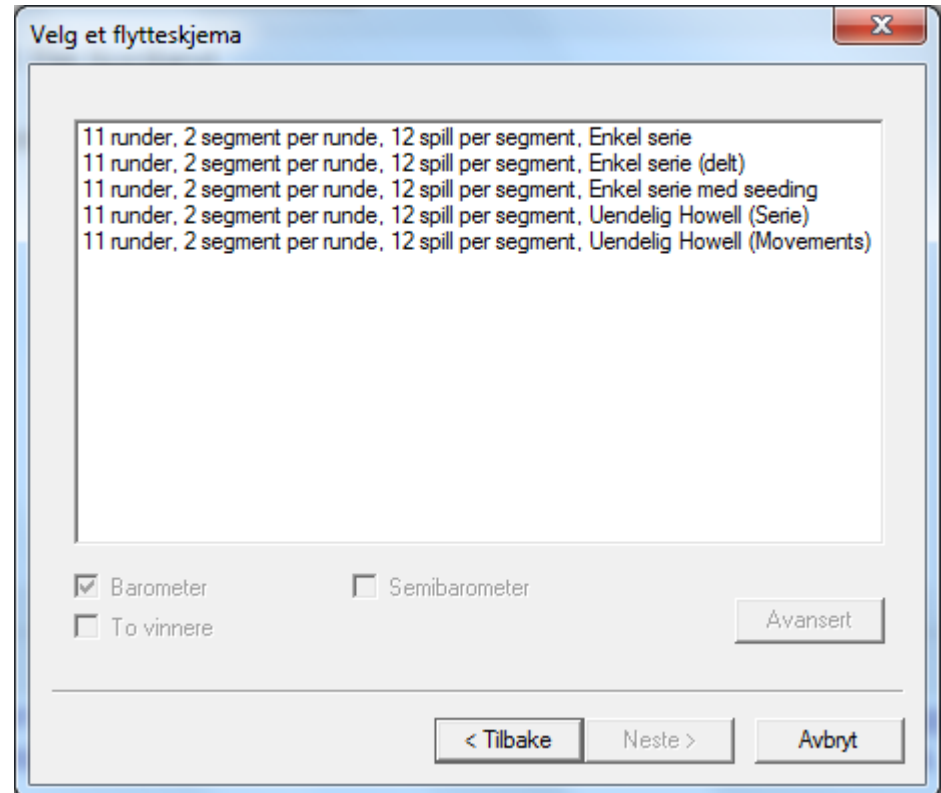 Velg et flytteskjema
11 runder, 2 segment per runde, 12 spill per segment, Enkel serie
11 runder, 2 segment per runde, 12 spill per segment, Enkel serie (delt)
11 runder, 2 segment per runde, 12 spill per segment, Enkel serie med seeding
11 runder, 2 segment per runde, 12 spill per segment, Uendelig Howell (Serie)
11 runder, 2 segment per runde, 12 spill per segment, Uendelig Howell (Movements)
Barometer Semibarometer
To vinnere
Avansert
< Tilbake Neste > Avbryt